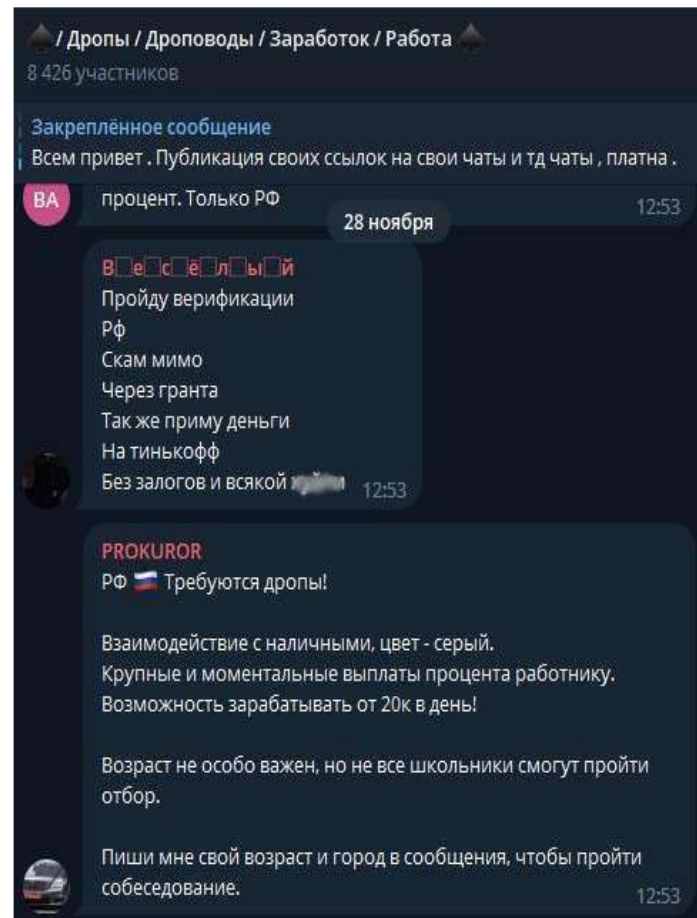 / Дропы / Дроповоды / Заработок / Работа
8 426 участников
Закреплённое сообщение
Всем привет . Публикация своих ссылок на свои чаты и тд чаты , платна .
ВА
процент. Только РФ
12:53
28 ноября
В□е□с□ё□л□ы□й
Пройду верификации
Рф
Скам мимо
Через гранта
Так же приму деньги
На тинькофф
Без залогов и всякой
12:53
PROKUROR
РФ 🇷🇺 Требуются дропы!
Взаимодействие с наличными, цвет - серый.
Крупные и моментальные выплаты процента работнику.
Возможность зарабатывать от 20к в день!
Возраст не особо важен, но не все школьники смогут пройти
отбор.
Пиши мне свой возраст и город в сообщения, чтобы пройти
собеседование.
12:53